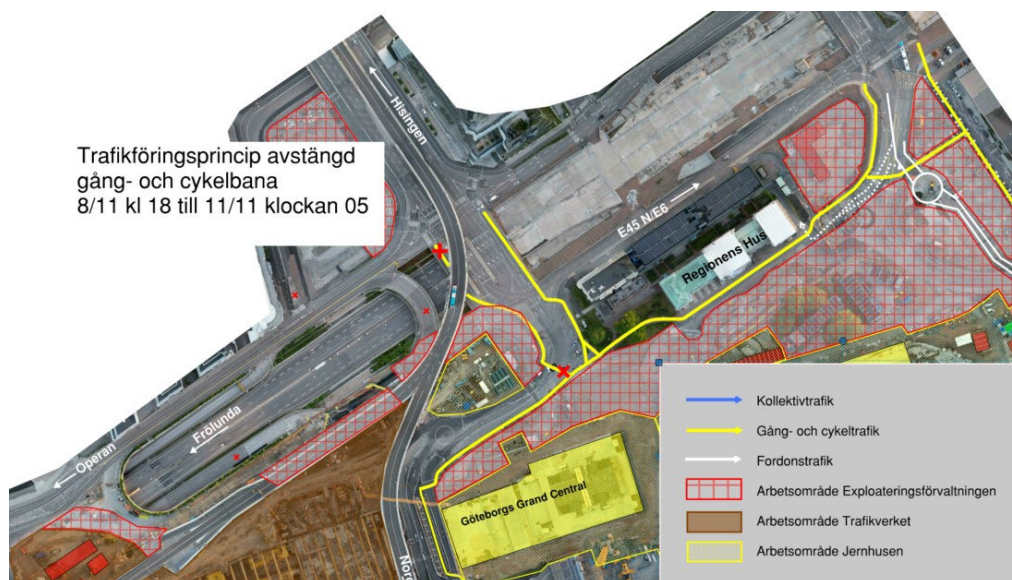 Trafikföringsprincip avstängd
gång- och cykelbana
8/11 kl 18 till 11/11 klockan 05
Hisingen
E45 N/E6
Regionens Hus
Operan
Frölunda
Göteborgs Grand Central
Nord
Kollektivtrafik
Gång- och cykeltrafik
Fordonstrafik
Arbetsområde Exploateringsförvaltningen
Arbetsområde Trafikverket
Arbetsområde Jernhusen